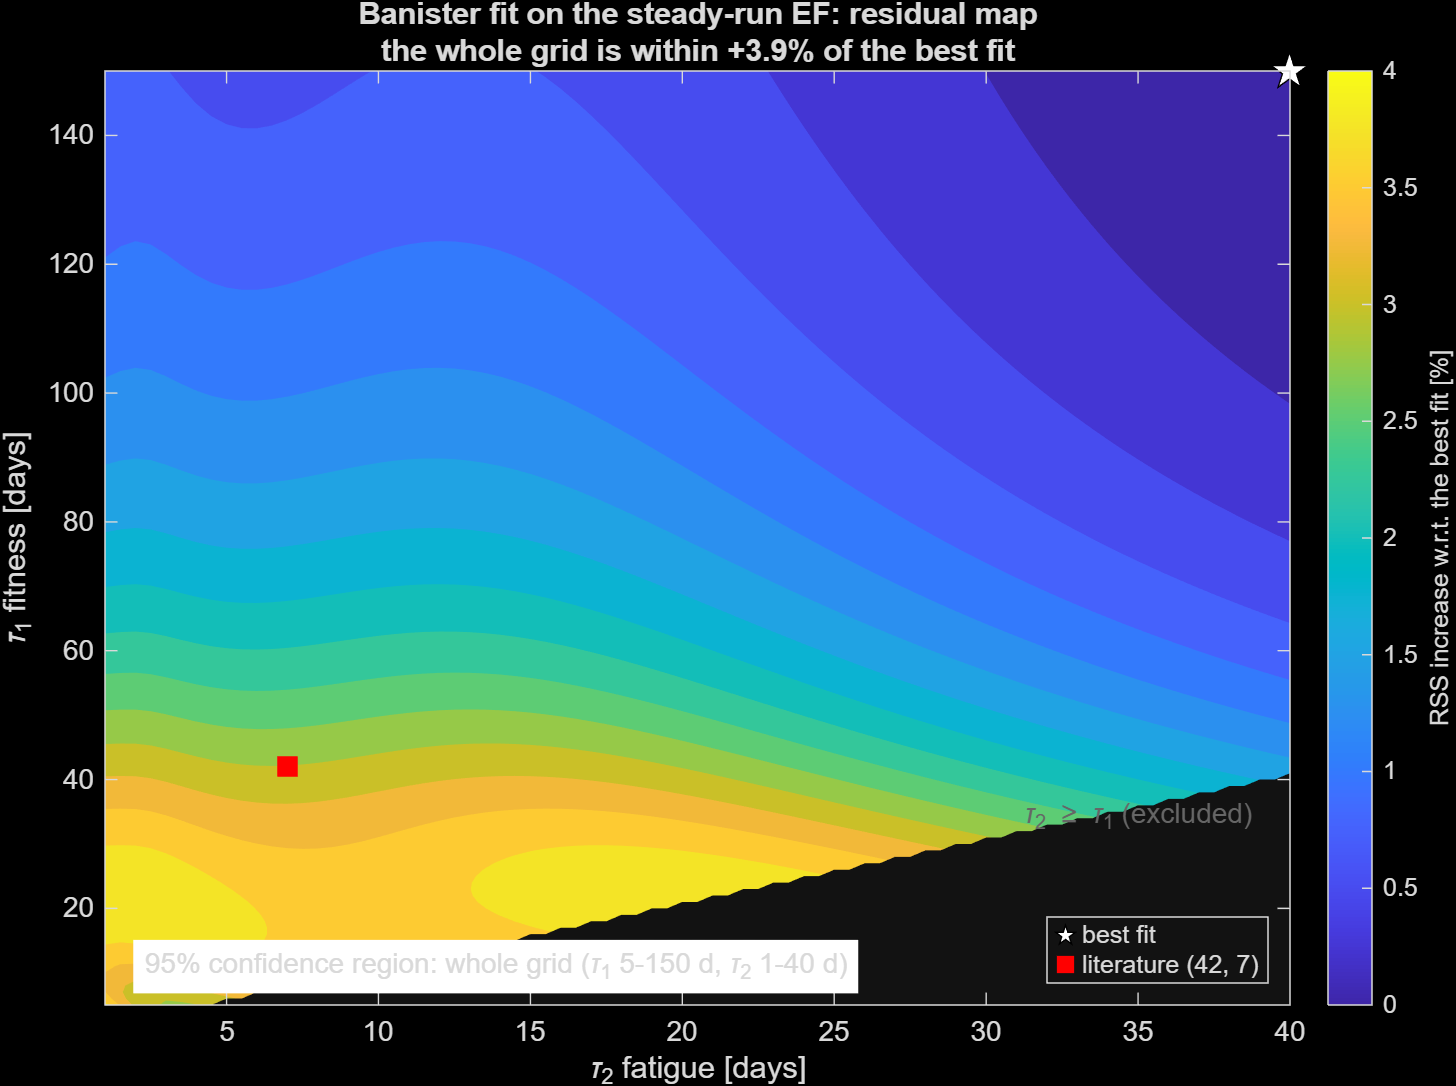 Banister fit on the steady-run EF: residual map
the whole grid is within +3.9% of the best fit
τ1 fitness [days]
140
120
100
80
60
40
20
τ2 ≥ τ1 (excluded)
95% confidence region: whole grid (τ1 5-150 d, τ2 1-40 d)
best fit
literature (42, 7)
5
10
15
20
25
30
35
40
τ2 fatigue [days]
4
3.5
3
2.5
2
1.5
1
0.5
0
RSS increase w.r.t. the best fit [%]